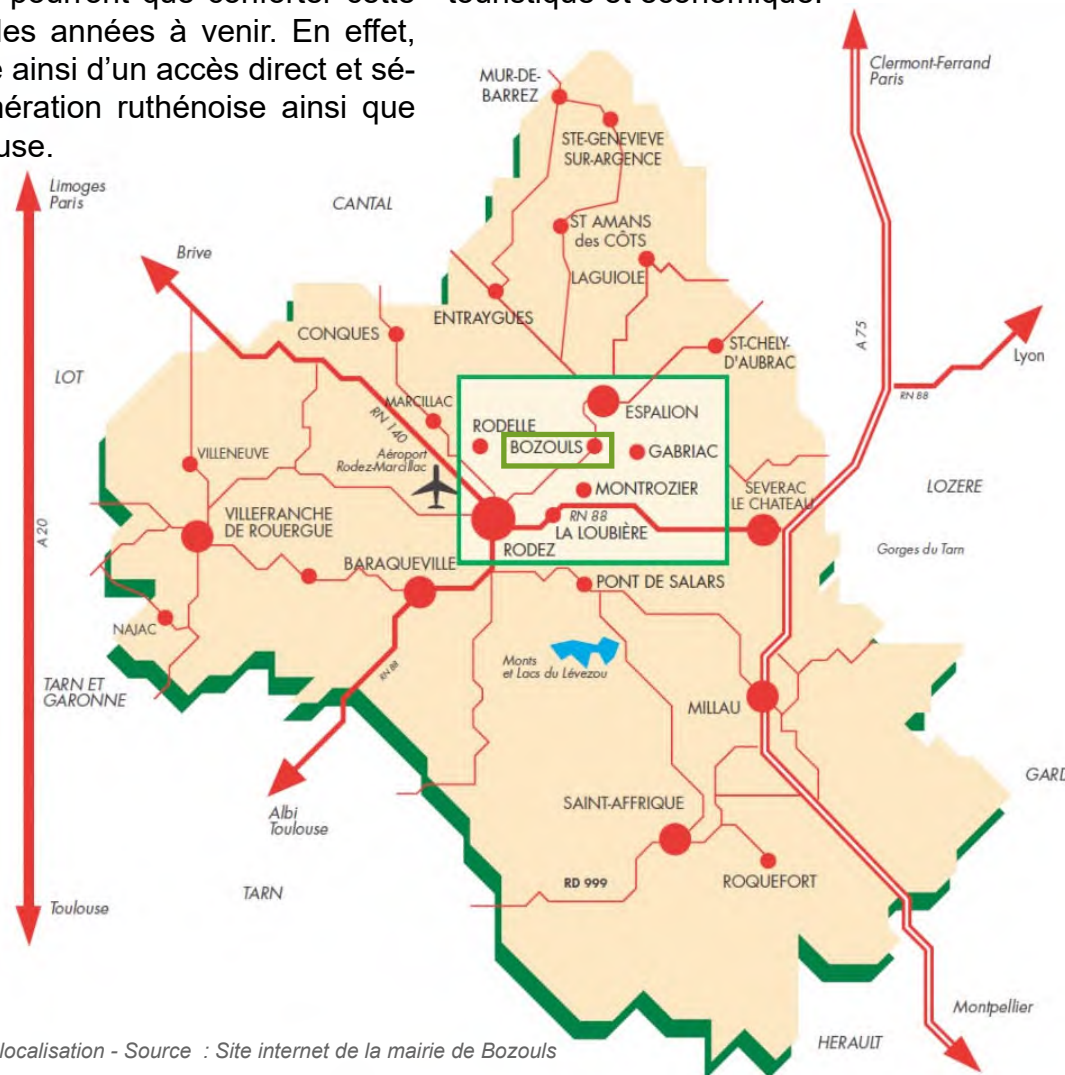 pourront que conforter cette
les années à venir. En effet,
ainsi d'un accès direct et sé-
nération ruthénoise ainsi que
use.
touristique et économique.
Clermont-Ferrand
Paris
MUR-DE-
BARREZ
STE-GENEVIEVE
SUR-ARGENCE
Limoges
Paris
CANTAL
ST AMANS
des CÔTS
Brive
LAGUIOLE
ENTRAYGUES
CONQUES
ST-CHELY-
D'AUBRAC
A 75
Lyon
RN 88
LOT
MARCILLAC
RN 140
ESPALION
RODELLE
BOZOULS
GABRIAC
VILLENEUVE
Aéroport
Rodez-Marcillac
MONTROZIER
SEVERAC
LE CHATEAU
LOZERE
VILLEFRANCHE
DE ROUERGUE
RN 88
LA LOUBIÈRE
A 20
RODEZ
Gorges du Tarn
BARAQUEVILLE
PONT DE SALARS
NAJAC
Monts
et Lacs du Lévezou
RN 88
TARN ET
GARONNE
MILLAU
GARD
Albi
Toulouse
SAINT-AFFRIQUE
ROQUEFORT
RD 999
TARN
Toulouse
Montpellier
HERAULT
localisation - Source : Site internet de la mairie de Bozouls